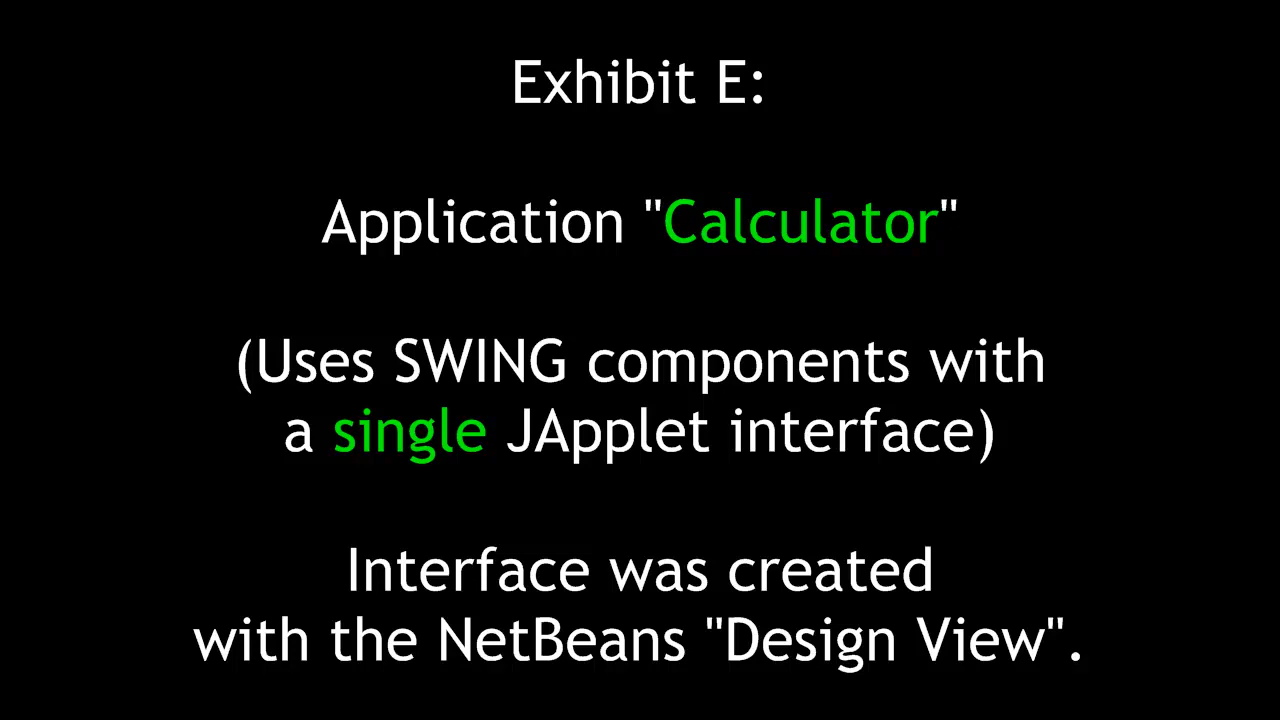 Exhibit E:
Application "Calculator"
(Uses SWING components with
a single JApplet interface)
Interface was created
with the NetBeans "Design View".